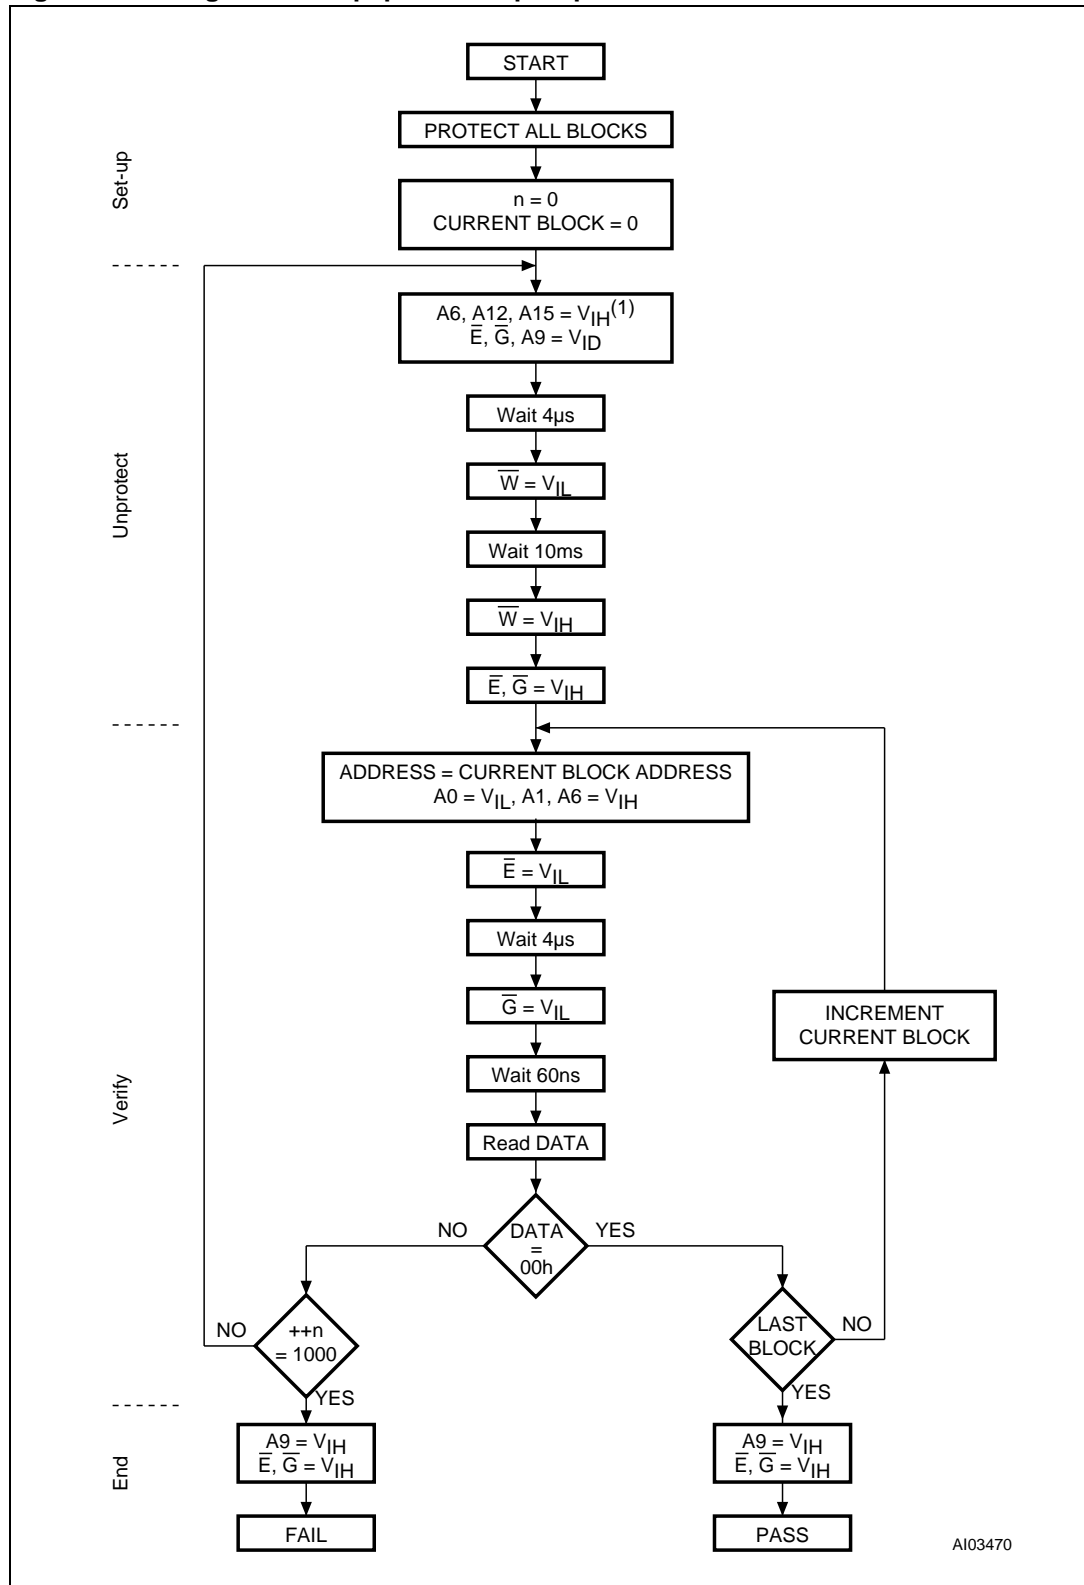 START
PROTECT ALL BLOCKS
Set-up
n = 0
CURRENT BLOCK = 0
A6, A12, A15 = VIH(1)
E̅, G̅, A9 = VID
Wait 4µs
Unprotect
W̅ = VIL
Wait 10ms
W̅ = VIH
E̅, G̅ = VIH
ADDRESS = CURRENT BLOCK ADDRESS
A0 = VIL, A1, A6 = VIH
E̅ = VIL
Wait 4µs
G̅ = VIL
INCREMENT
CURRENT BLOCK
Wait 60ns
Verify
Read DATA
NO
DATA
=
00h
YES
NO
++n
= 1000
LAST
BLOCK
NO
YES
YES
End
A9 = VIH
E̅, G̅ = VIH
A9 = VIH
E̅, G̅ = VIH
FAIL
PASS
AI03470